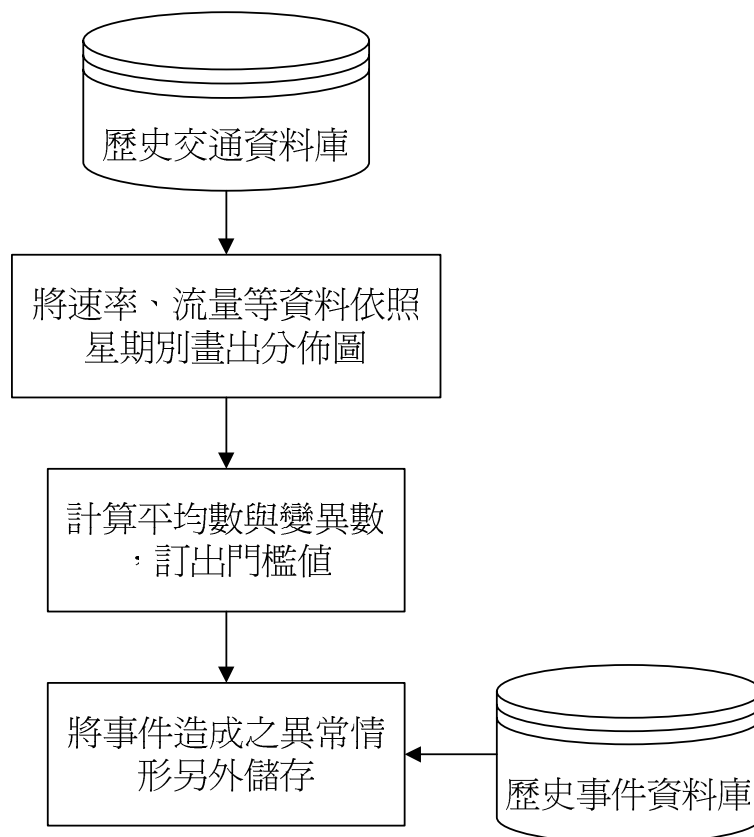 歷史交通資料庫
將速率、流量等資料依照
星期別畫出分佈圖
計算平均數與變異數
，訂出門檻值
將事件造成之異常情
形另外儲存
歷史事件資料庫